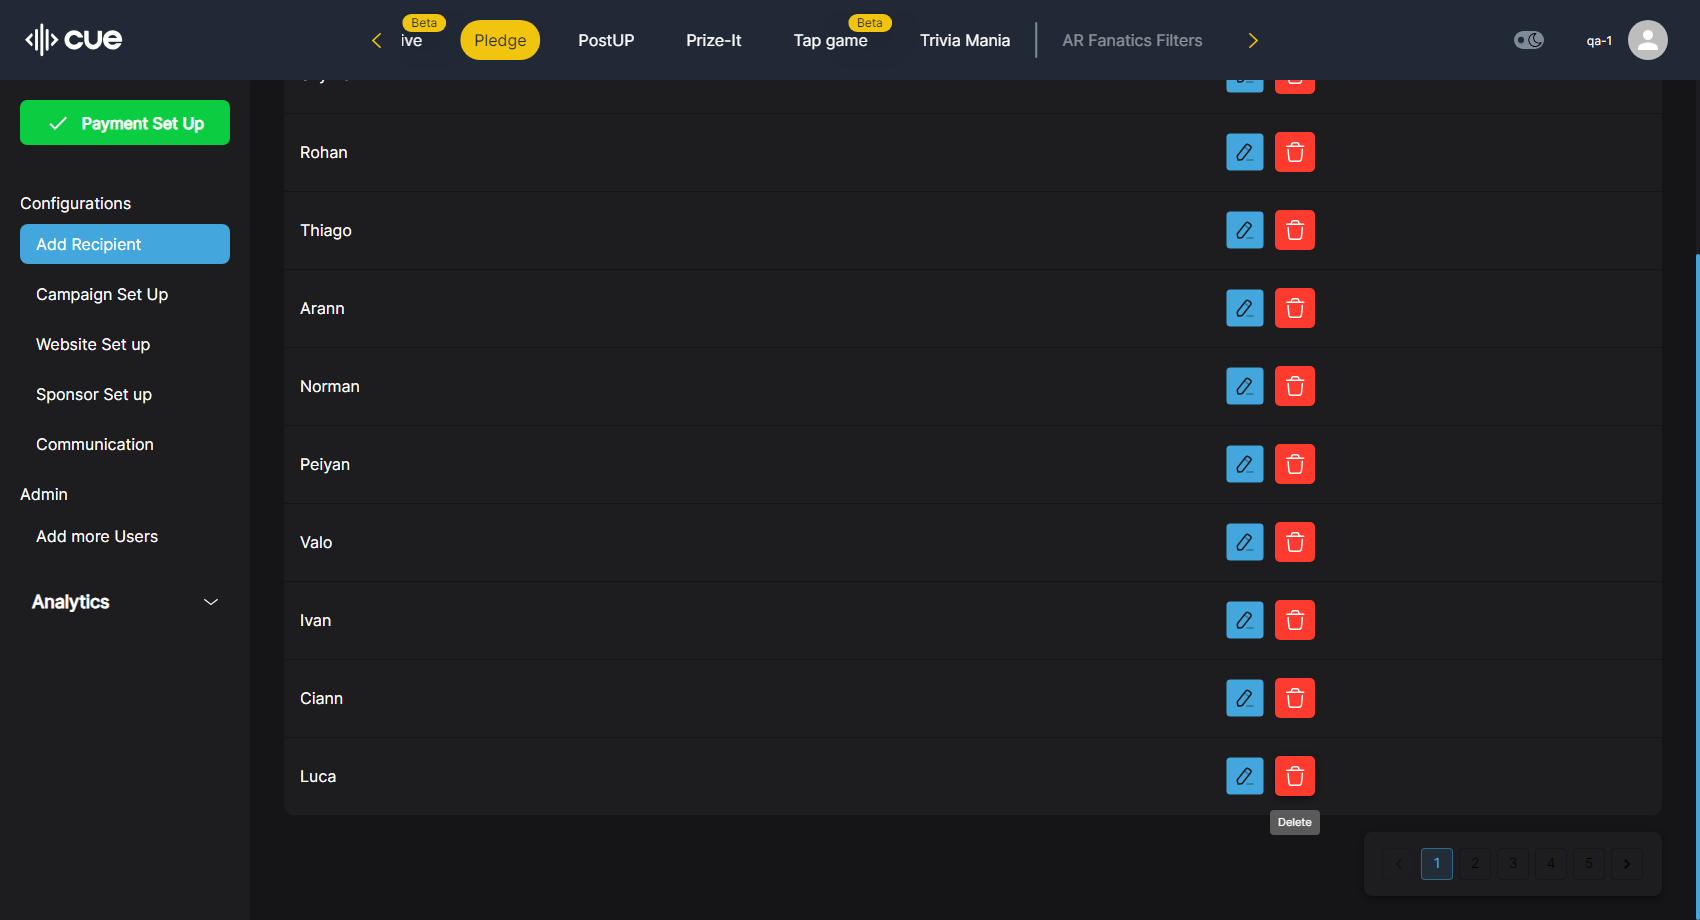 cue
Beta
ive
Pledge
PostUP
Prize-It
Beta
Tap game
Trivia Mania
AR Fanatics Filters
qa-1
Payment Set Up
Configurations
Add Recipient
Campaign Set Up
Website Set up
Sponsor Set up
Communication
Admin
Add more Users
Analytics
Rohan
Thiago
Arann
Norman
Peiyan
Valo
Ivan
Ciann
Luca
Delete
1 2 3 4 5